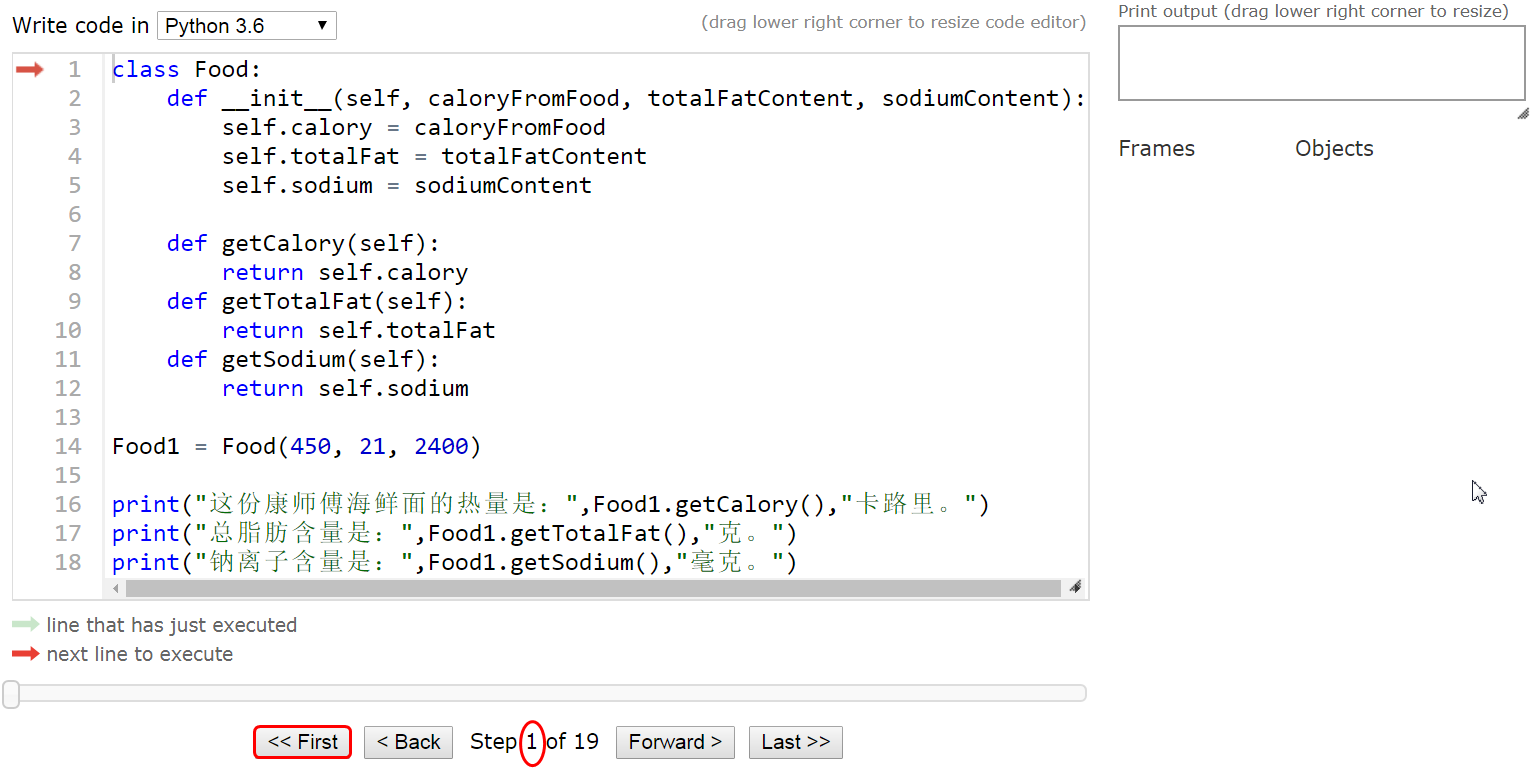 Write code in Python 3.6
(drag lower right corner to resize code editor)
Print output (drag lower right corner to resize)
1 class Food:
2     def __init__(self, caloryFromFood, totalFatContent, sodiumContent):
3         self.calory = caloryFromFood
4         self.totalFat = totalFatContent
5         self.sodium = sodiumContent
6
7     def getCalory(self):
8         return self.calory
9     def getTotalFat(self):
10         return self.totalFat
11     def getSodium(self):
12         return self.sodium
13
14 Food1 = Food(450, 21, 2400)
15
16 print("这份康师傅海鲜面的热量是：",Food1.getCalory(),"卡路里。")
17 print("总脂肪含量是：",Food1.getTotalFat(),"克。")
18 print("钠离子含量是：",Food1.getSodium(),"毫克。")
Frames Objects
line that has just executed
next line to execute
<< First < Back Step 1 of 19 Forward > Last >>